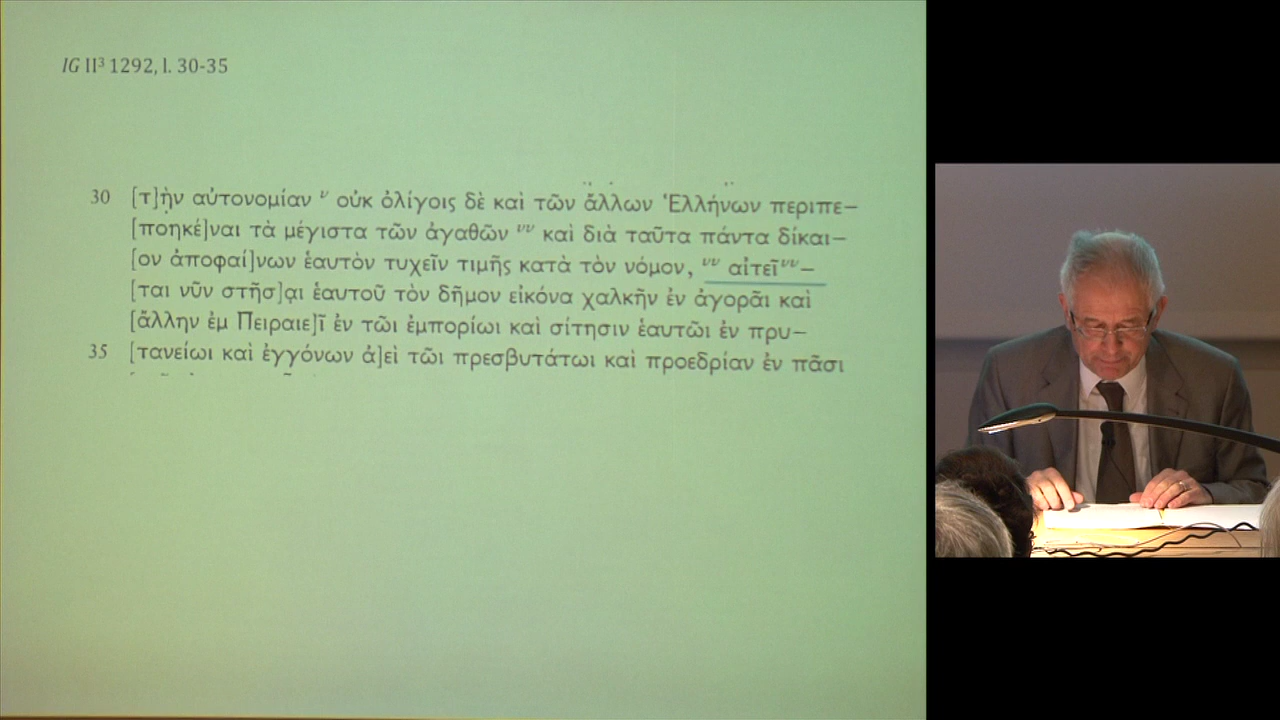 IG II³ 1292, l. 30-35
30 [τ]ὴν αὐτονομίαν ᵛ οὐκ ὀλίγοις δὲ καὶ τῶν ἄλλων Ἑλλήνων περιπε–
[ποηκέ]ναι τὰ μέγιστα τῶν ἀγαθῶν ᵛᵛ καὶ διὰ ταῦτα πάντα δίκαι–
[ον ἀποφαί]νων ἑαυτὸν τυχεῖν τιμῆς κατὰ τὸν νόμον, ᵛᵛ αἰτεῖᵛᵛ–
[ται νῦν στῆσ]α̣ι ἑαυτοῦ τὸν δῆμον εἰκόνα χαλκῆν ἐν ἀγορᾶι καὶ
[ἄλλην ἐμ Πειραιε]ῖ ἐν τῶι ἐμπορίωι καὶ σίτησιν ἑαυτῶι ἐν πρυ–
35 [τανείωι καὶ ἐγγόνων ἀ]εὶ τῶι πρεσβυτάτωι καὶ προεδρίαν ἐν πᾶσι